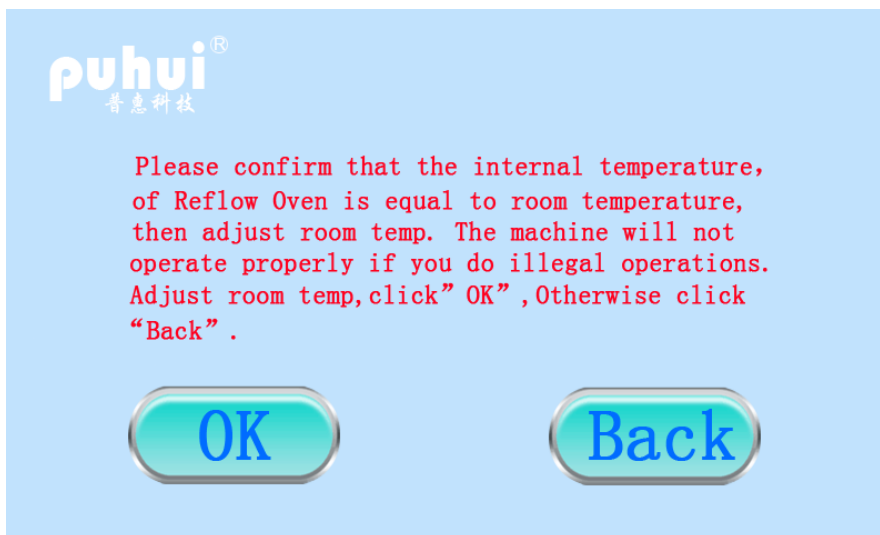 puhui®
普惠科技
Please confirm that the internal temperature,
of Reflow Oven is equal to room temperature,
then adjust room temp. The machine will not
operate properly if you do illegal operations.
Adjust room temp,click”OK”,Otherwise click
“Back”.
OK
Back